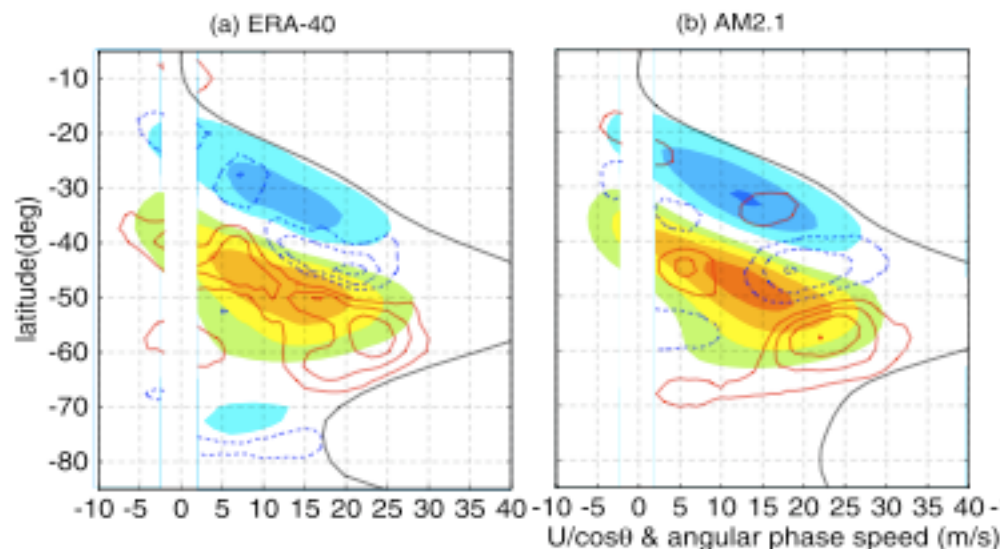 (a) ERA-40
(b) AM2.1
latitude(deg)
-10
-20
-30
-40
-50
-60
-70
-80
-10 -5 0 5 10 15 20 25 30 35 40
-10 -5 0 5 10 15 20 25 30 35 40 -
U/cosθ & angular phase speed (m/s)